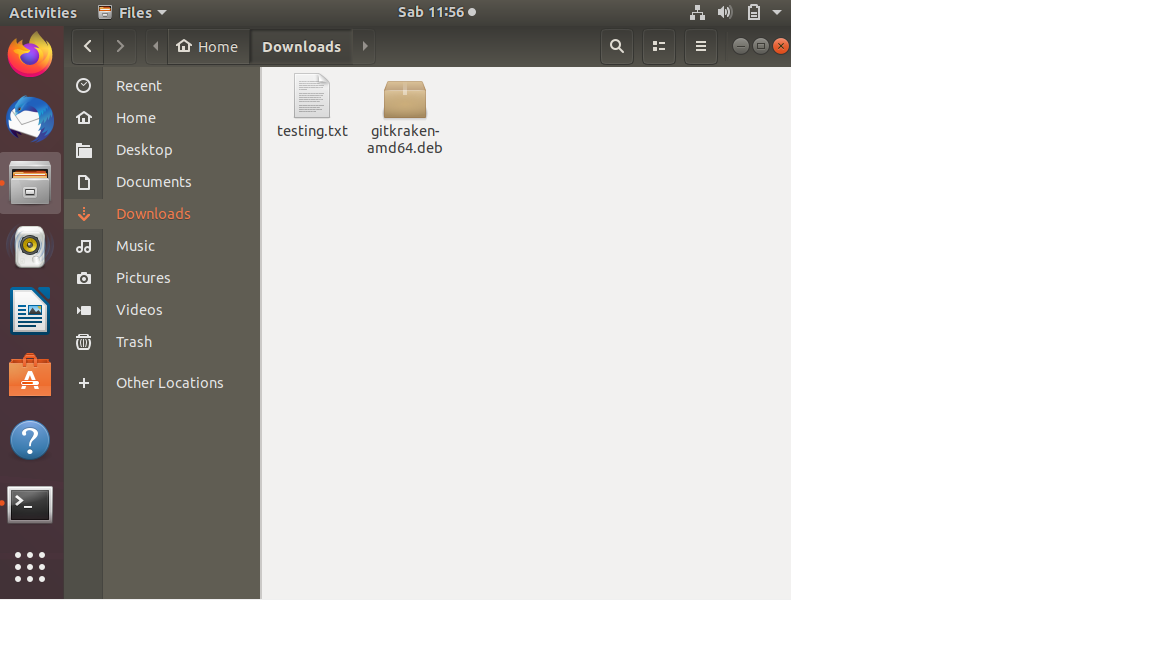 Activities
Files
Sab 11:56
Home
Downloads
Recent
Home
Desktop
Documents
Downloads
Music
Pictures
Videos
Trash
Other Locations
testing.txt
gitkraken-
amd64.deb